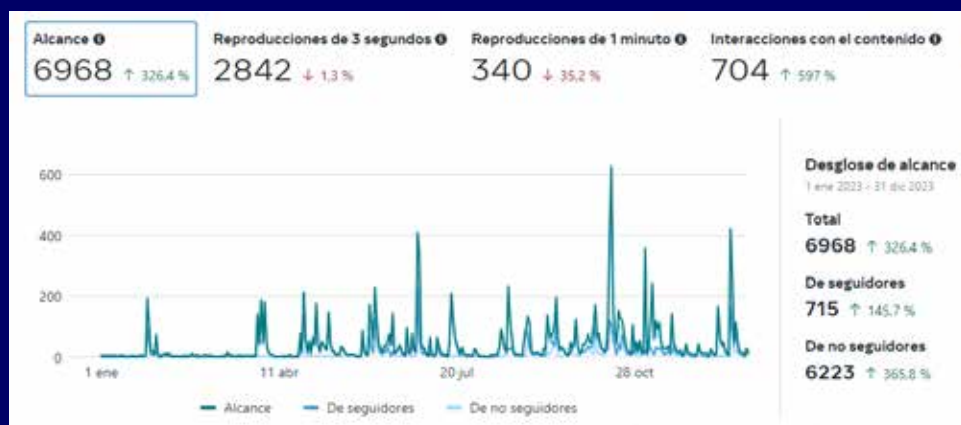 Alcance
Reproducciones de 3 segundos
Reproducciones de 1 minuto
Interacciones con el contenido
6968 ↑ 326,4 %
2842 ↓ 1,3 %
340 ↓ 35,2 %
704 ↑ 597 %
600
400
200
0
1 ene
11 abr
20 jul
28 oct
Alcance
De seguidores
De no seguidores
Desglose de alcance
1 ene 2023 - 31 dic 2023
Total
6968 ↑ 326,4 %
De seguidores
715 ↑ 145,7 %
De no seguidores
6223 ↑ 365,8 %